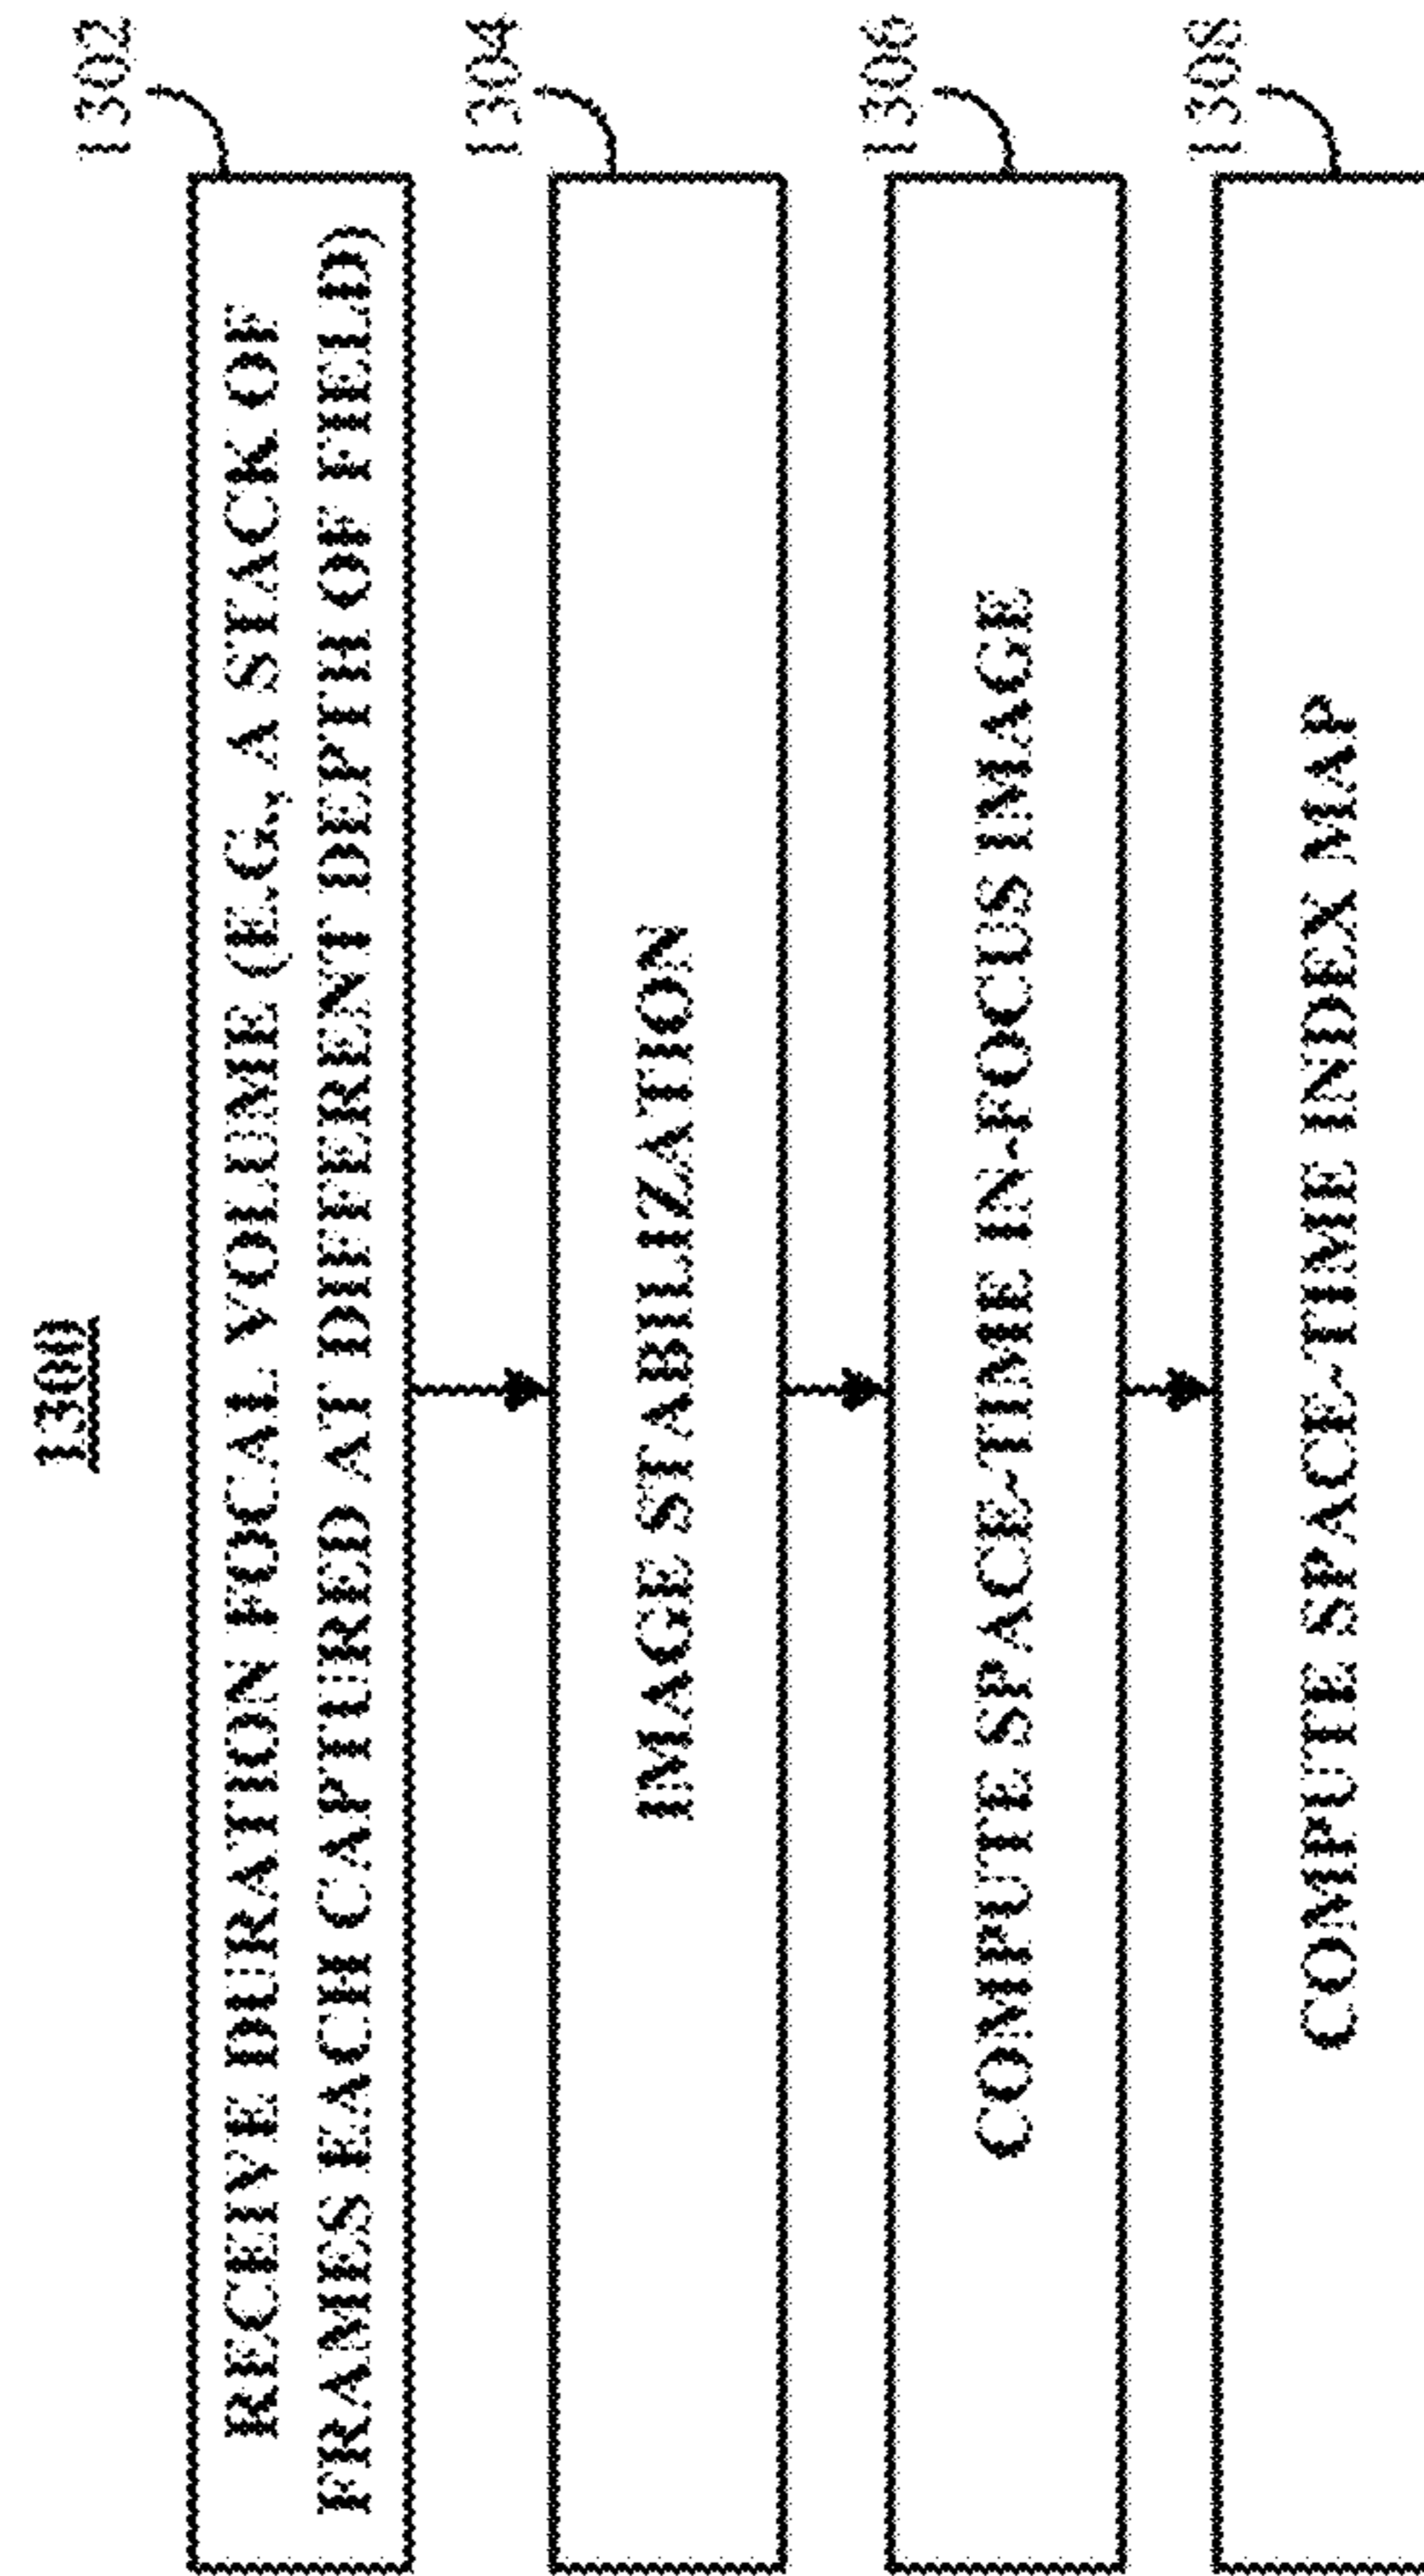 1300
1302
RECEIVE DURATION FOCAL VOLUME (E.G., A STACK OF
FRAMES EACH CAPTURED AT DIFFERENT DEPTH OF FIELD)
1304
IMAGE STABILIZATION
1306
COMPUTE SPACE-TIME IN-FOCUS IMAGE
1308
COMPUTE SPACE-TIME INDEX MAP